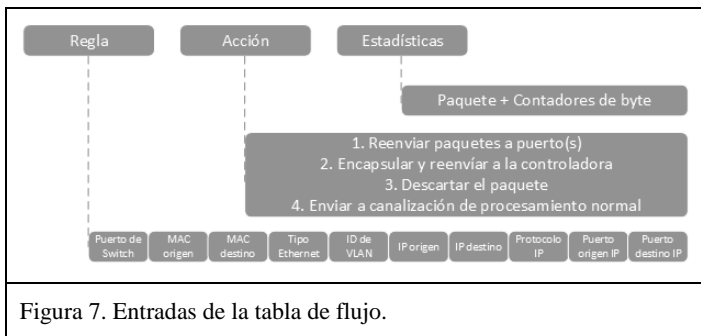 Regla
Acción
Estadísticas
Paquete + Contadores de byte
1. Reenviar paquetes a puerto(s)
2. Encapsular y reenvíar a la controladora
3. Descartar el paquete
4. Enviar a canalización de procesamiento normal
Puerto de
Switch
MAC
origen
MAC
destino
Tipo
Ethernet
ID de
VLAN
IP origen
IP destino
Protocolo
IP
Puerto
origen IP
Puerto
destino IP
Figura 7. Entradas de la tabla de flujo.